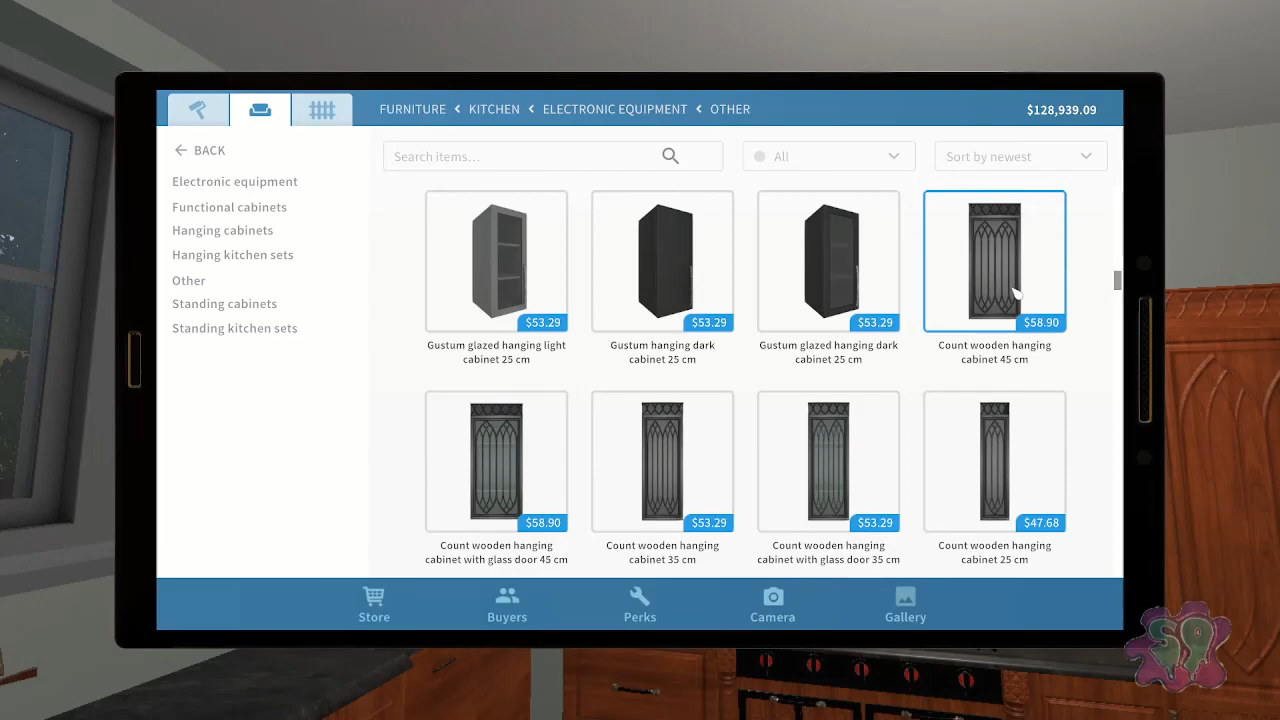 FURNITURE < KITCHEN < ELECTRONIC EQUIPMENT < OTHER
$128,939.09
BACK
Search items...
All
Sort by newest
Electronic equipment
Functional cabinets
Hanging cabinets
Hanging kitchen sets
Other
Standing cabinets
Standing kitchen sets
$53.29
$53.29
$53.29
$58.90
Gustum glazed hanging light
cabinet 25 cm
Gustum hanging dark
cabinet 25 cm
Gustum glazed hanging dark
cabinet 25 cm
Count wooden hanging
cabinet 45 cm
$58.90
$53.29
$53.29
$47.68
Count wooden hanging
cabinet with glass door 45 cm
Count wooden hanging
cabinet 35 cm
Count wooden hanging
cabinet with glass door 35 cm
Count wooden hanging
cabinet 25 cm
Store
Buyers
Perks
Camera
Gallery